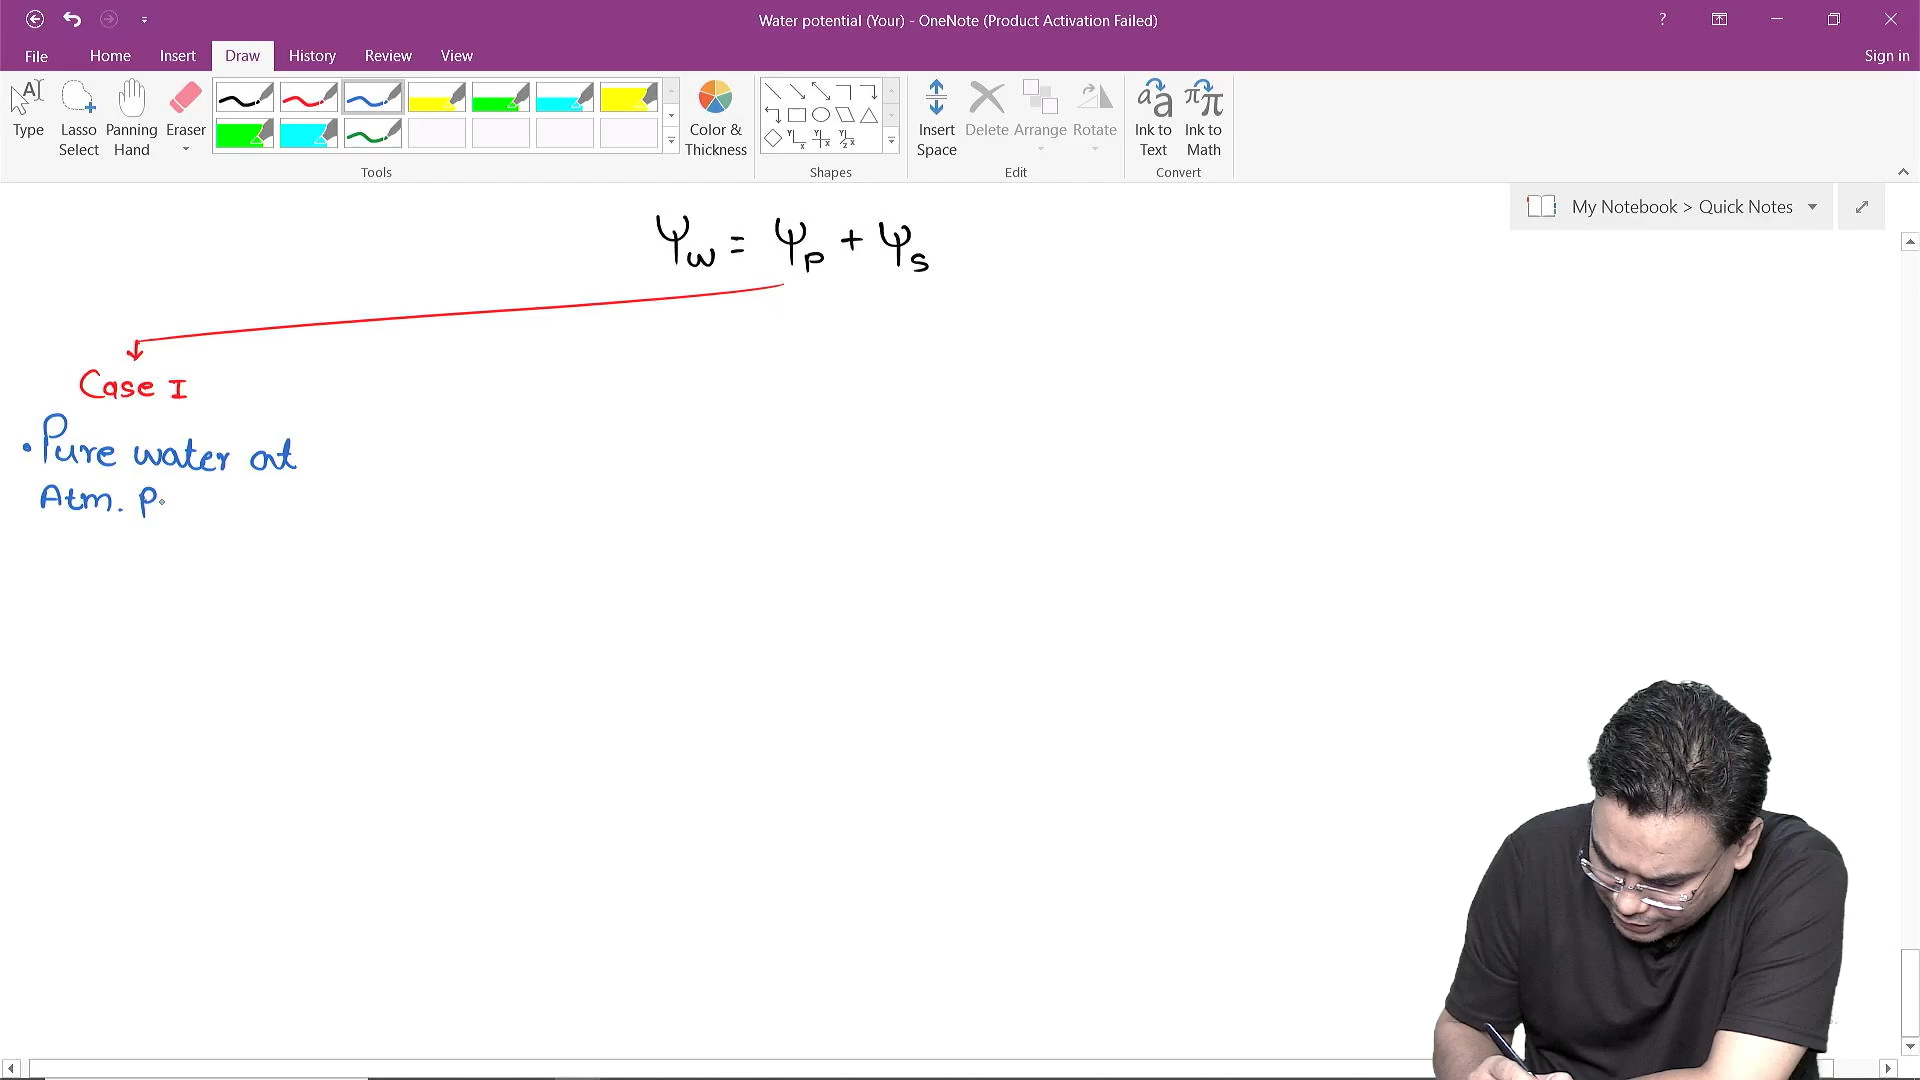 Water potential (Your) - OneNote (Product Activation Failed)
?
File Home Insert Draw History Review View
Sign in
Type
Lasso Select
Panning Hand
Eraser
Color & Thickness
Insert Space
Delete
Arrange
Rotate
Ink to Text
Ink to Math
Tools
Shapes
Edit
Convert
My Notebook > Quick Notes
Ψw = Ψp + Ψs
Case I
• Pure water at
Atm. P